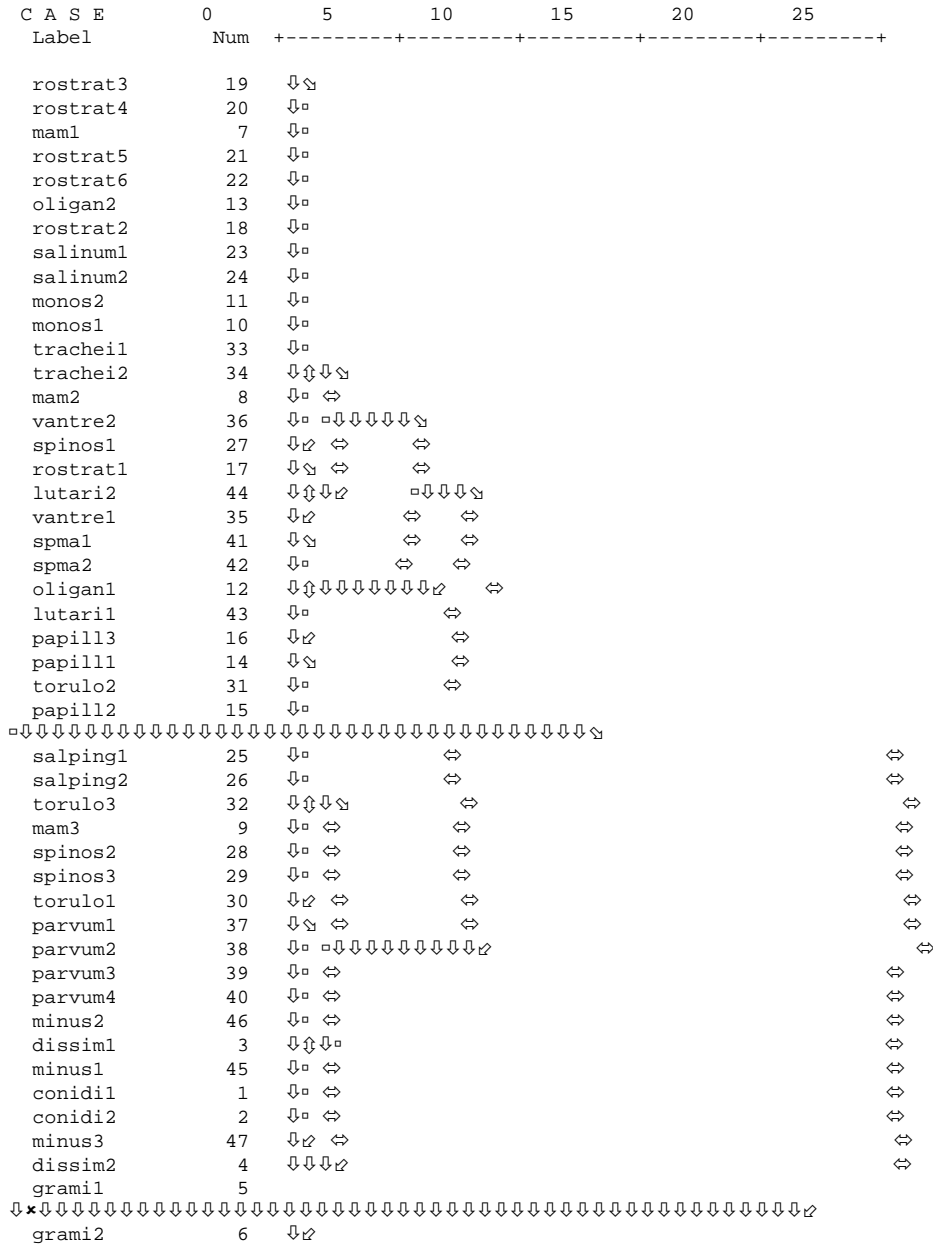 C A S E 0 5 10 15 20 25
Label Num +---------+---------+---------+---------+---------+
rostrat3 19 ⇩⇘
rostrat4 20 ⇩▫
mam1 7 ⇩▫
rostrat5 21 ⇩▫
rostrat6 22 ⇩▫
oligan2 13 ⇩▫
rostrat2 18 ⇩▫
salinum1 23 ⇩▫
salinum2 24 ⇩▫
monos2 11 ⇩▫
monos1 10 ⇩▫
trachei1 33 ⇩▫
trachei2 34 ⇩⇕⇩⇘
mam2 8 ⇩▫ ⇔
vantre2 36 ⇩▫ ▫⇩⇩⇩⇩⇩⇘
spinos1 27 ⇩⇙ ⇔ ⇔
rostrat1 17 ⇩⇘ ⇔ ⇔
lutari2 44 ⇩⇕⇩⇙ ▫⇩⇩⇩⇘
vantre1 35 ⇩⇙ ⇔ ⇔
spma1 41 ⇩⇘ ⇔ ⇔
spma2 42 ⇩▫ ⇔ ⇔
oligan1 12 ⇩⇕⇩⇩⇩⇩⇩⇩⇩⇙ ⇔
lutari1 43 ⇩▫ ⇔
papill3 16 ⇩⇙ ⇔
papill1 14 ⇩⇘ ⇔
torulo2 31 ⇩▫ ⇔
papill2 15 ⇩▫
▫⇩⇩⇩⇩⇩⇩⇩⇩⇩⇩⇩⇩⇩⇩⇩⇩⇩⇩⇩⇩⇩⇩⇩⇩⇩⇩⇩⇩⇩⇩⇩⇩⇩⇩⇩⇩⇘
salping1 25 ⇩▫ ⇔ ⇔
salping2 26 ⇩▫ ⇔ ⇔
torulo3 32 ⇩⇕⇩⇘ ⇔ ⇔
mam3 9 ⇩▫ ⇔ ⇔ ⇔
spinos2 28 ⇩▫ ⇔ ⇔ ⇔
spinos3 29 ⇩▫ ⇔ ⇔ ⇔
torulo1 30 ⇩⇙ ⇔ ⇔ ⇔
parvum1 37 ⇩⇘ ⇔ ⇔ ⇔
parvum2 38 ⇩▫ ▫⇩⇩⇩⇩⇩⇩⇩⇩⇩⇙ ⇔
parvum3 39 ⇩▫ ⇔ ⇔
parvum4 40 ⇩▫ ⇔ ⇔
minus2 46 ⇩▫ ⇔ ⇔
dissim1 3 ⇩⇕⇩▫ ⇔
minus1 45 ⇩▫ ⇔ ⇔
conidi1 1 ⇩▫ ⇔ ⇔
conidi2 2 ⇩▫ ⇔ ⇔
minus3 47 ⇩⇙ ⇔ ⇔
dissim2 4 ⇩⇩⇩⇙ ⇔
grami1 5
⇩×⇩⇩⇩⇩⇩⇩⇩⇩⇩⇩⇩⇩⇩⇩⇩⇩⇩⇩⇩⇩⇩⇩⇩⇩⇩⇩⇩⇩⇩⇩⇩⇩⇩⇩⇩⇩⇩⇩⇩⇩⇩⇩⇩⇩⇩⇩⇩⇙
grami2 6 ⇩⇙